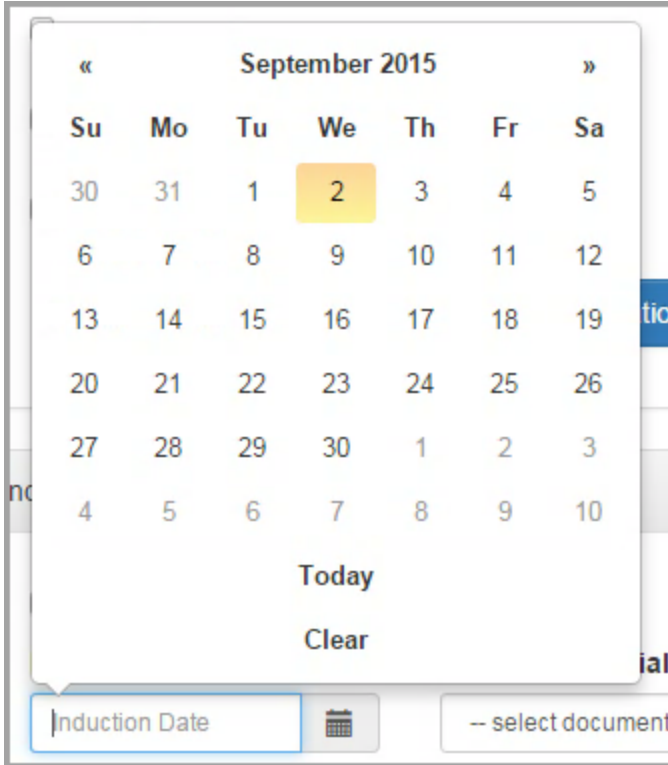 « September 2015 »
Su Mo Tu We Th Fr Sa
30 31 1 2 3 4 5
6 7 8 9 10 11 12
13 14 15 16 17 18 19
20 21 22 23 24 25 26
27 28 29 30 1 2 3
4 5 6 7 8 9 10
Today
Clear
Induction Date
-- select document